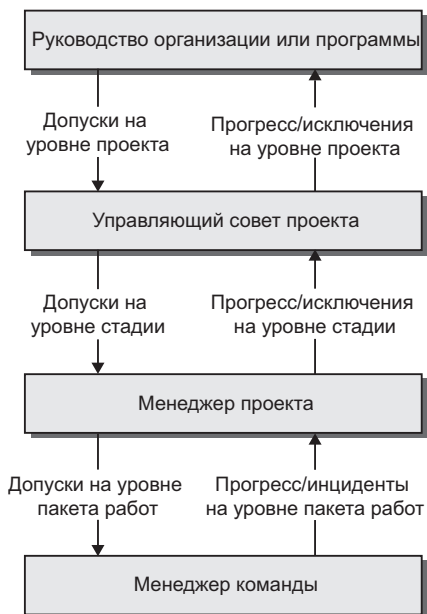 Руководство организации или программы
Допуски на
уровне проекта
Прогресс/исключения
на уровне проекта
Управляющий совет проекта
Допуски на
уровне стадии
Прогресс/исключения
на уровне стадии
Менеджер проекта
Допуски на уровне
пакета работ
Прогресс/инциденты
на уровне пакета работ
Менеджер команды